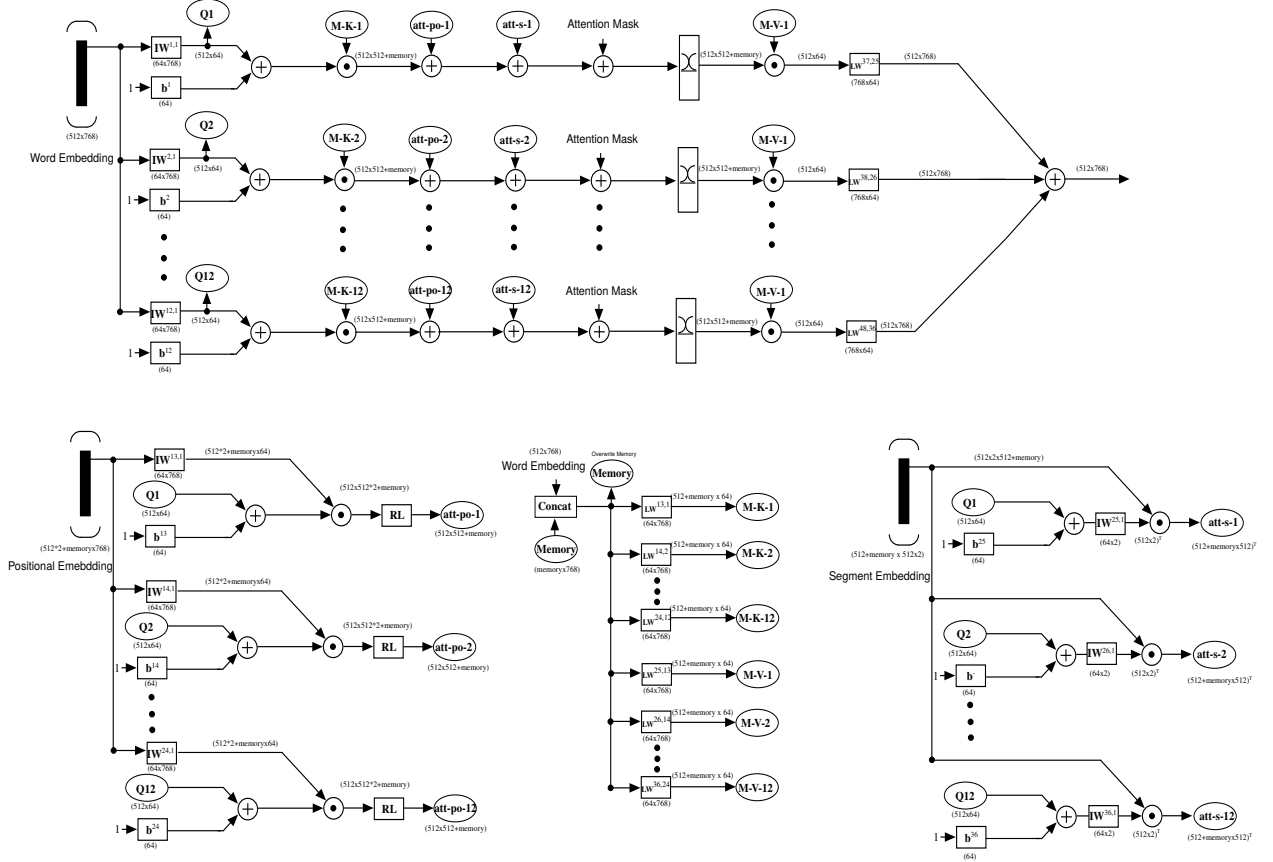 Q1 M-K-1 att-po-1 att-s-1 Attention Mask M-V-1
IW1,1 (512x64) (512x512+memory) (512x512+memory) (512x64) LW37,25 (512x768)
(64x768) (768x64)
1 b1
(64)
(512x768)
Word Embedding
Q2 M-K-2 att-po-2 att-s-2 Attention Mask M-V-1
IW2,1 (512x64) (512x512+memory) (512x512+memory) (512x64) LW38,26 (512x768) (512x768)
(64x768) (768x64)
1 b2
(64)
Q12 M-K-12 att-po-12 att-s-12 Attention Mask M-V-1
IW12,1 (512x64) (512x512+memory) (512x512+memory) (512x64) LW48,36 (512x768)
(64x768) (768x64)
1 b12
(64)
IW13,1 (512*2+memoryx64)
(64x768)
Q1 (512x512*2+memory)
(512x64) RL att-po-1
(512x512+memory)
1 b13
(64)
(512*2+memoryx768)
Positional Emebdding
IW14,1 (512*2+memoryx64)
(64x768)
Q2 (512x512*2+memory)
(512x64) RL att-po-2
(512x512+memory)
1 b14
(64)
IW24,1 (512*2+memoryx64)
(64x768)
Q12 (512x512*2+memory)
(512x64) RL att-po-12
(512x512+memory)
1 b24
(64)
(512x768)
Word Embedding
Overwrite Memory
Memory
Concat
Memory
(memoryx768)
LW13,1 (512+memory x 64) M-K-1
(64x768)
LW14,2 (512+memory x 64) M-K-2
(64x768)
LW24,12 (512+memory x 64) M-K-12
(64x768)
LW25,13 (512+memory x 64) M-V-1
(64x768)
LW26,14 (512+memory x 64) M-V-2
(64x768)
LW36,24 (512+memory x 64) M-V-12
(64x768)
(512x2x512+memory)
Q1
(512x64) IW25,1 att-s-1
(64x2) (512x2)T (512+memoryx512)T
1 b25
(64)
(512+memory x 512x2)
Segment Embedding
Q2
(512x64) IW26,1 att-s-2
(64x2) (512x2)T (512+memoryx512)T
1 b-
(64)
Q12
(512x64) IW36,1 att-s-12
(64x2) (512x2)T (512+memoryx512)T
1 b36
(64)